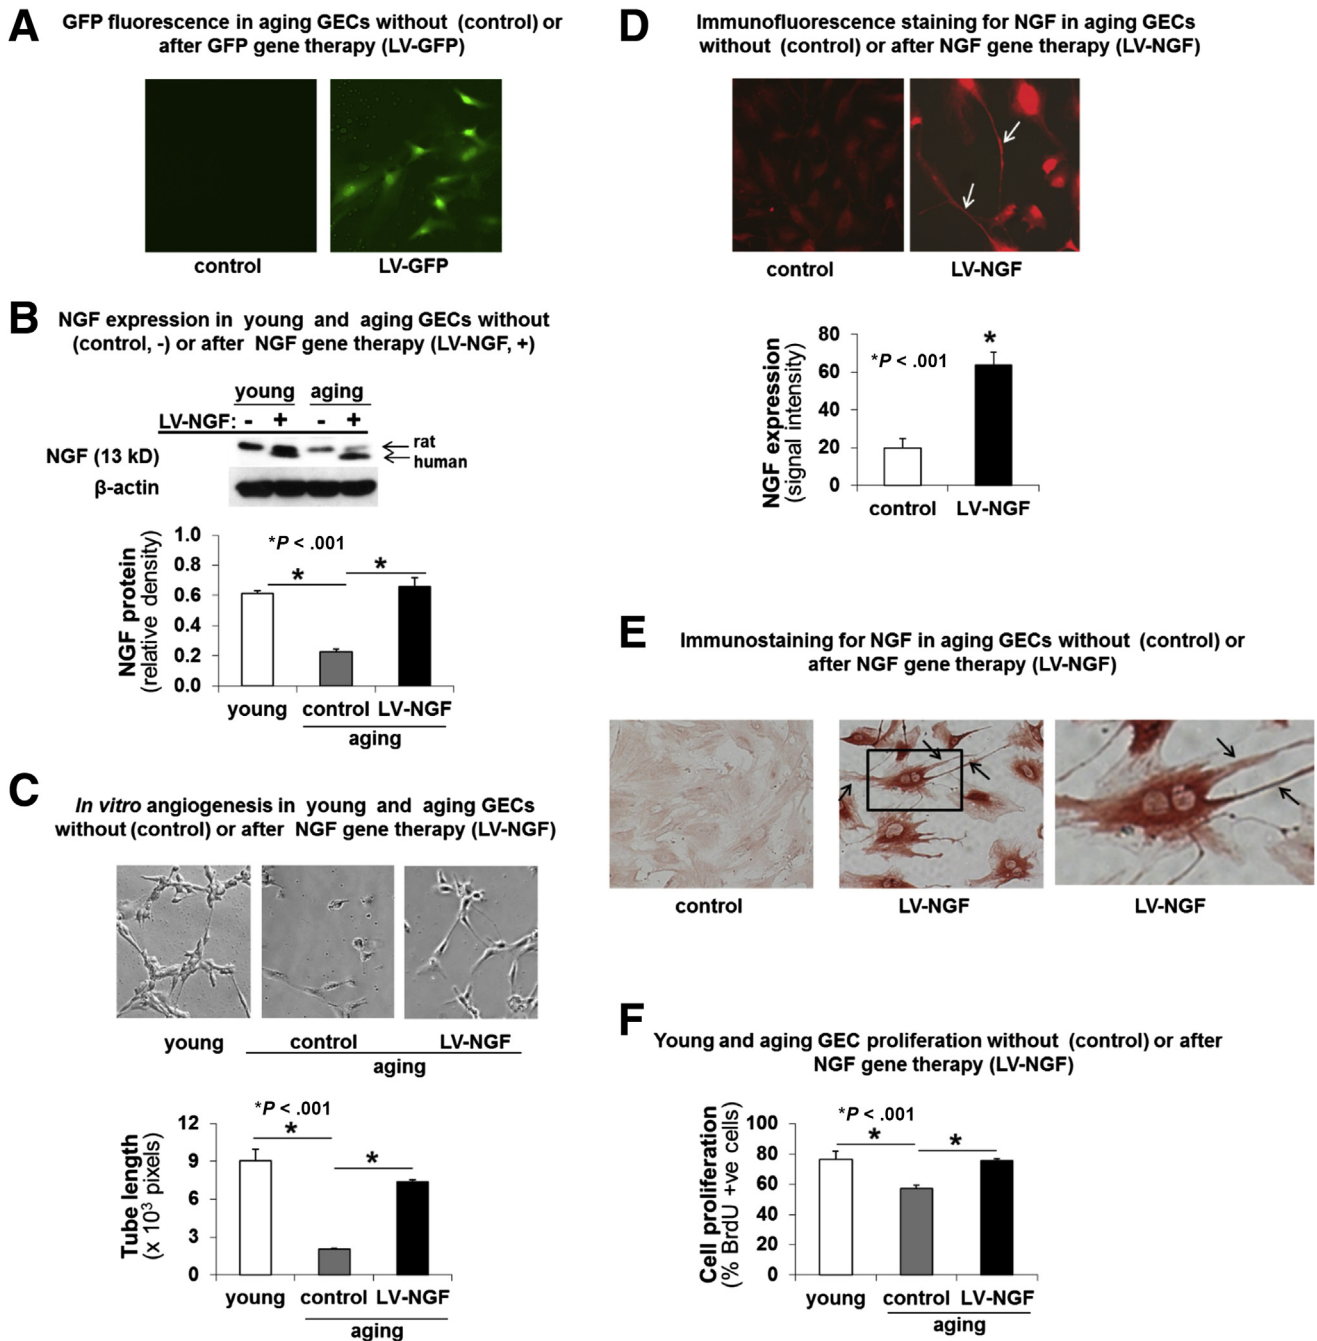 A
GFP fluorescence in aging GECs without (control) or
after GFP gene therapy (LV-GFP)
control
LV-GFP
B
NGF expression in young and aging GECs without
(control, -) or after NGF gene therapy (LV-NGF, +)
young aging
LV-NGF: - + - +
NGF (13 kD)
rat
human
β-actin
NGF protein
(relative density)
1.0
0.8
0.6
0.4
0.2
0.0
*P < .001
* *
young control LV-NGF
aging
C
In vitro angiogenesis in young and aging GECs
without (control) or after NGF gene therapy (LV-NGF)
young control LV-NGF
aging
Tube length
(x 10³ pixels)
12
9
6
3
0
*P < .001
* *
young control LV-NGF
aging
D
Immunofluorescence staining for NGF in aging GECs
without (control) or after NGF gene therapy (LV-NGF)
control
LV-NGF
NGF expression
(signal intensity)
80
60
40
20
0
*P < .001
*
control LV-NGF
E
Immunostaining for NGF in aging GECs without (control) or
after NGF gene therapy (LV-NGF)
control
LV-NGF
LV-NGF
F
Young and aging GEC proliferation without (control) or after
NGF gene therapy (LV-NGF)
Cell proliferation
(% BrdU +ve cells)
100
80
60
40
20
0
*P < .001
* *
young control LV-NGF
aging